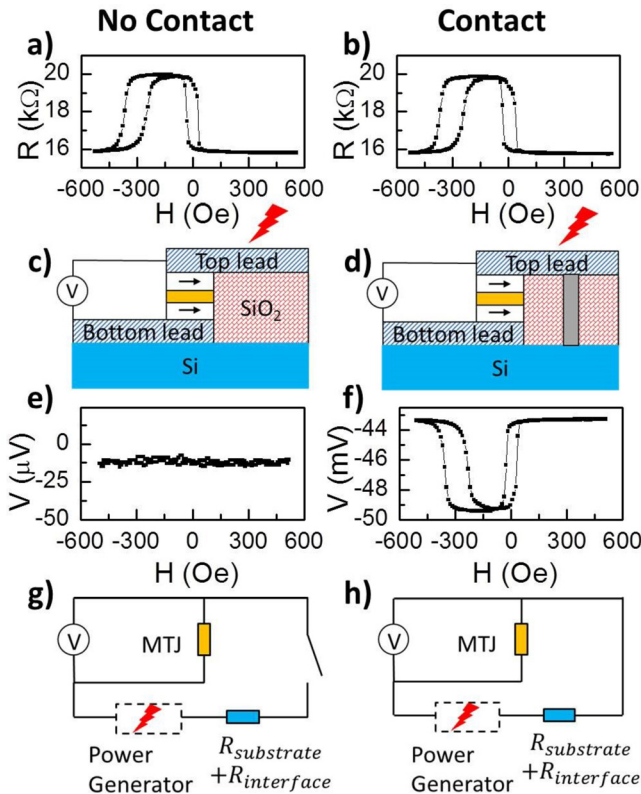 No Contact
Contact
a)
b)
R (kΩ)
20
18
16
-600 -300 0 300 600
H (Oe)
R (kΩ)
20
18
16
-600 -300 0 300 600
H (Oe)
c)
V
Top lead
SiO2
Bottom lead
Si
d)
V
Top lead
Bottom lead
Si
e)
V (μV)
0
-25
-50
-600 -300 0 300 600
H (Oe)
f)
V (mV)
-44
-46
-48
-50
-600 -300 0 300 600
H (Oe)
g)
V
MTJ
Power
Generator
Rsubstrate
+Rinterface
h)
V
MTJ
Power
Generator
Rsubstrate
+Rinterface